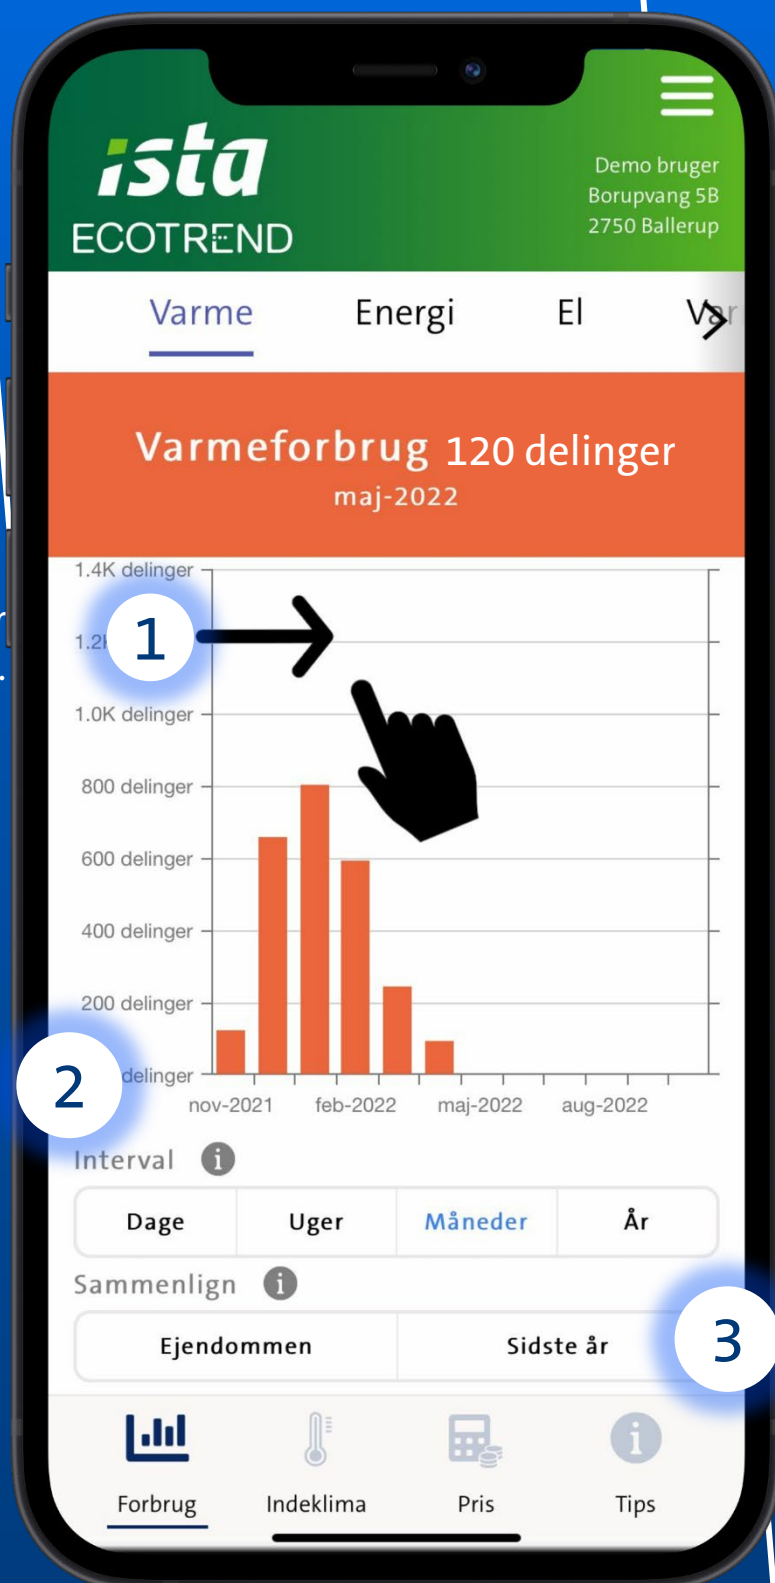 ista
ECOTREND
Demo bruger
Borupvang 5B
2750 Ballerup
Varme
Energi
El
Var
Varmeforbrug 120 delinger
maj-2022
1.4K delinger
1
1.0K delinger
800 delinger
600 delinger
400 delinger
200 delinger
2
delinger
nov-2021
feb-2022
maj-2022
aug-2022
Interval
Dage
Uger
Måneder
År
Sammenlign
Ejendommen
Sidste år
3
Forbrug
Indeklima
Pris
Tips